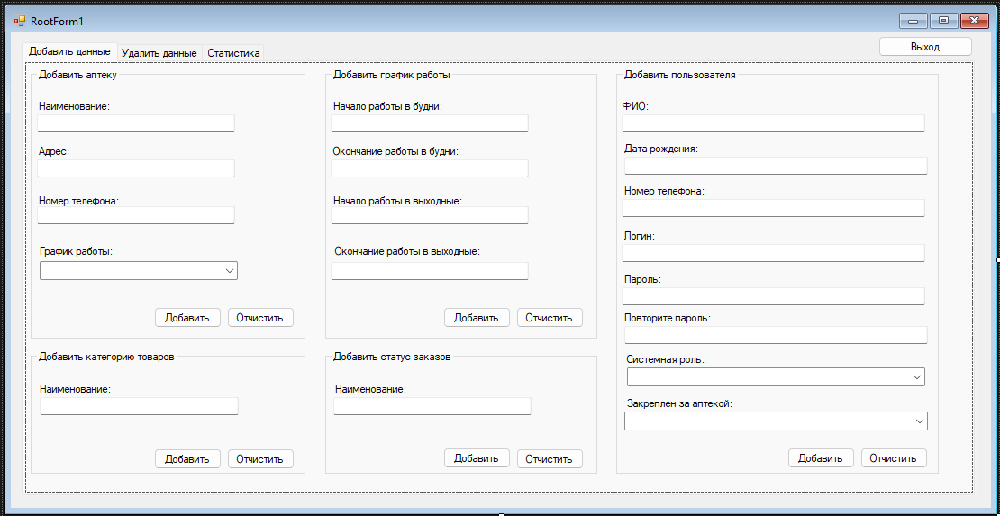 RootForm1
Выход
Добавить данные Удалить данные Статистика
Добавить аптеку
Наименование:
Адрес:
Номер телефона:
График работы:
Добавить Отчистить
Добавить график работы
Начало работы в будни:
Окончание работы в будни:
Начало работы в выходные:
Окончание работы в выходные:
Добавить Отчистить
Добавить пользователя
ФИО:
Дата рождения:
Номер телефона:
Логин:
Пароль:
Повторите пароль:
Системная роль:
Закреплен за аптекой:
Добавить Отчистить
Добавить категорию товаров
Наименование:
Добавить Отчистить
Добавить статус заказов
Наименование:
Добавить Отчистить